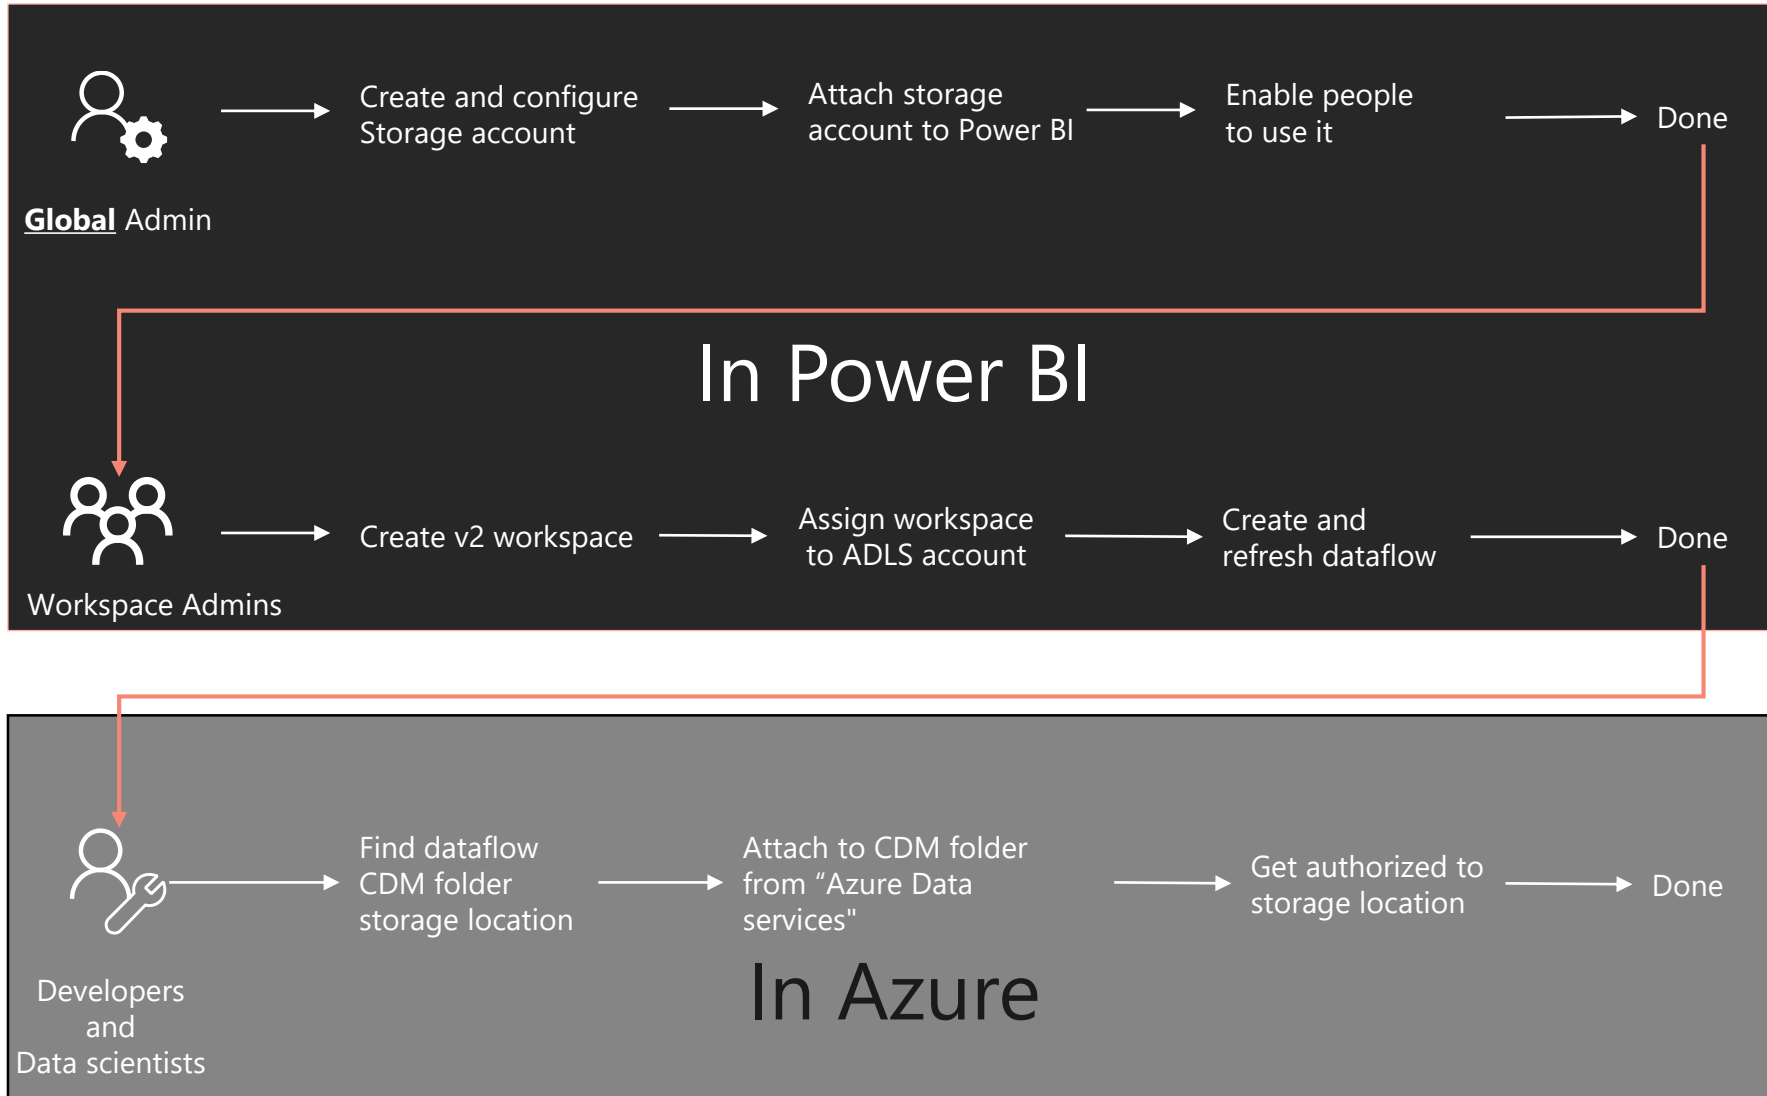 Create and configure
Storage account
Attach storage
account to Power BI
Enable people
to use it
Done
Global Admin
In Power BI
Create v2 workspace
Assign workspace
to ADLS account
Create and
refresh dataflow
Done
Workspace Admins
Find dataflow
CDM folder
storage location
Attach to CDM folder
from “Azure Data
services"
Get authorized to
storage location
Done
In Azure
Developers
and
Data scientists